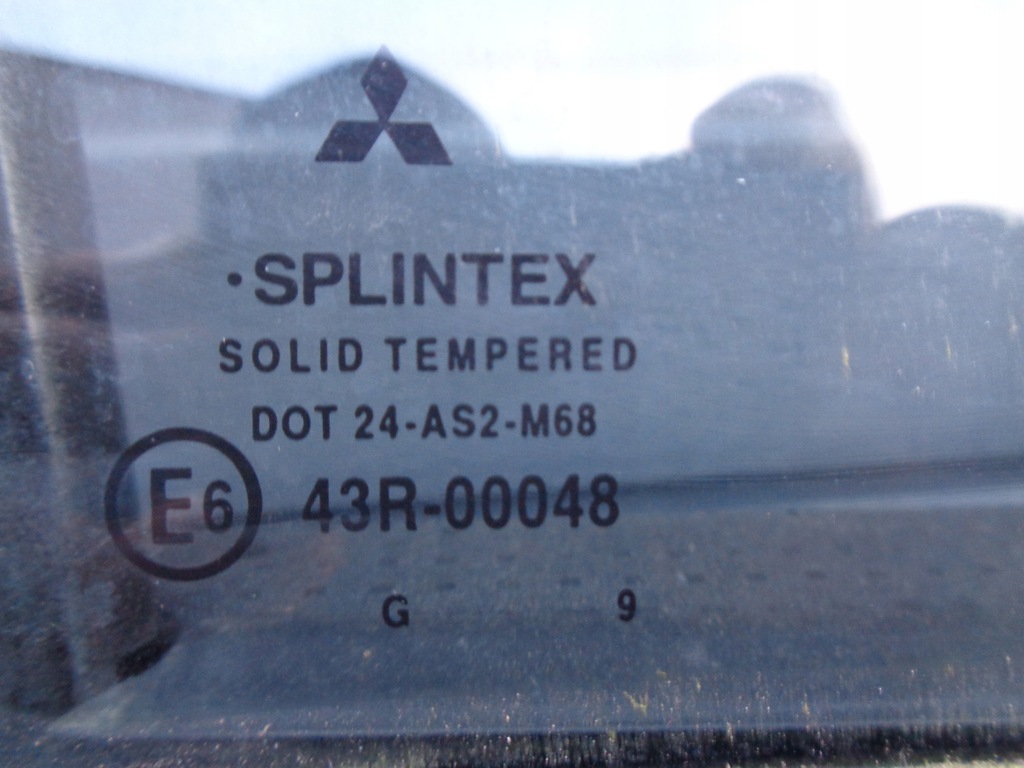 ·SPLINTEX
SOLID TEMPERED
DOT 24-AS2-M68
E6 43R-00048
G 9